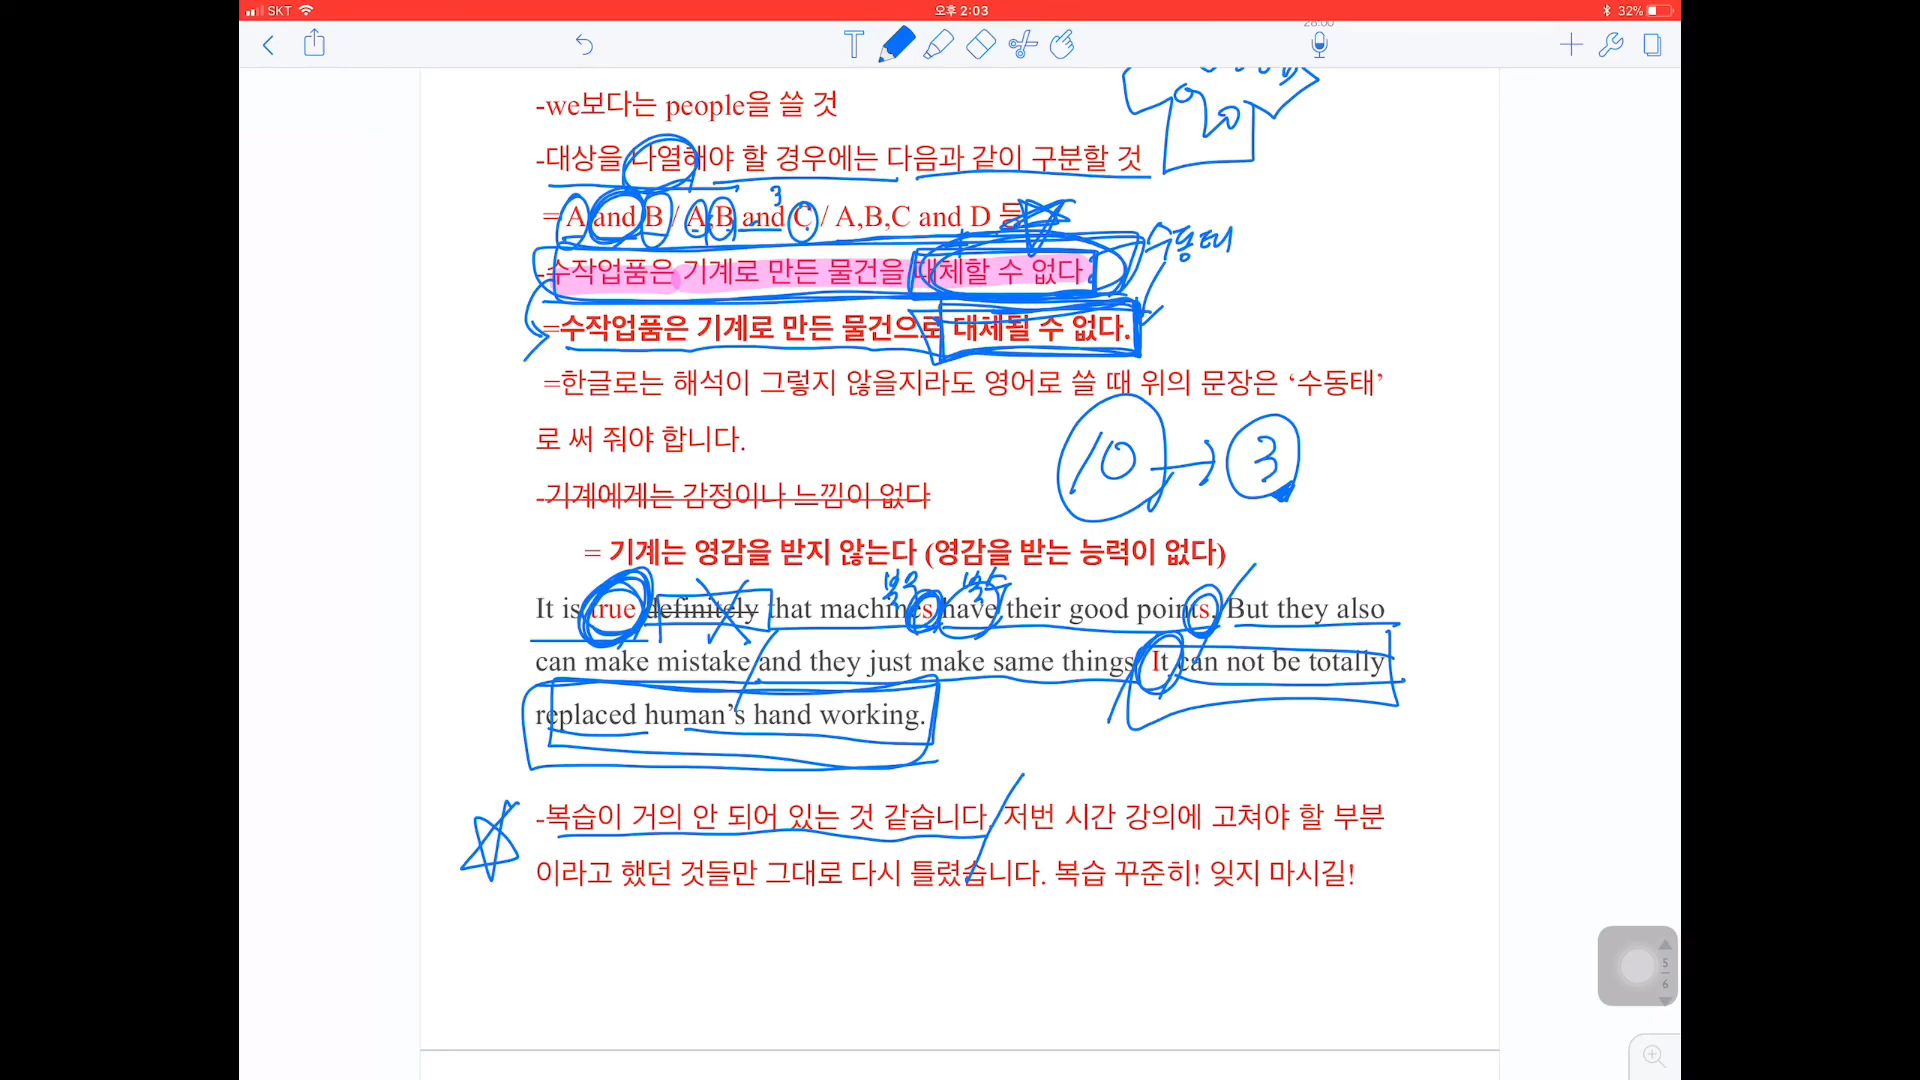 SKT 오후 2:03 32%
28:00
-we보다는 people을 쓸 것
20
-대상을 나열해야 할 경우에는 다음과 같이 구분할 것
3
= A and B / A,B and C / A,B,C and D 등
수동태
-수작업품은 기계로 만든 물건을 대체할 수 없다.
=수작업품은 기계로 만든 물건으로 대체될 수 없다.
=한글로는 해석이 그렇지 않을지라도 영어로 쓸 때 위의 문장은 ‘수동태’
로 써 줘야 합니다.
10 → 3
-기계에게는 감정이나 느낌이 없다
= 기계는 영감을 받지 않는다 (영감을 받는 능력이 없다)
It is true definitely that machines have their good points. But they also
can make mistake and they just make same things. It can not be totally
replaced human’s hand working.
-복습이 거의 안 되어 있는 것 같습니다. 저번 시간 강의에 고쳐야 할 부분
이라고 했던 것들만 그대로 다시 틀렸습니다. 복습 꾸준히! 잊지 마시길!
5
6